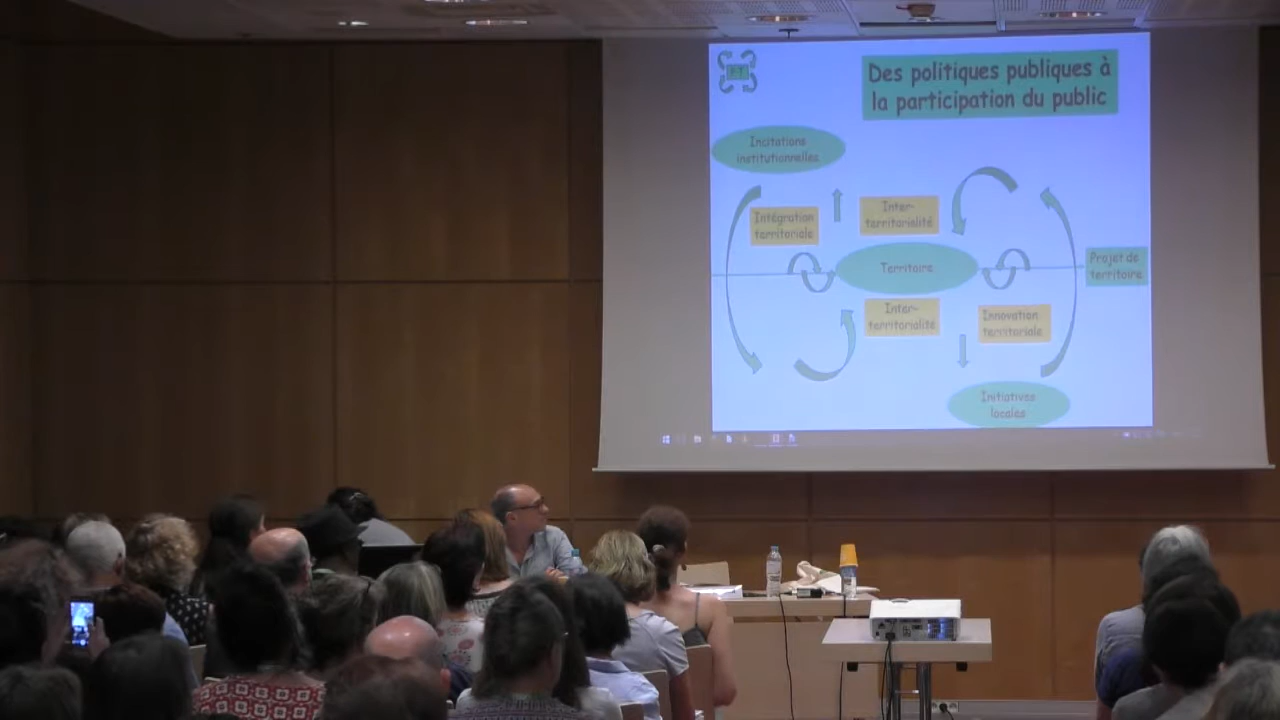 Des politiques publiques à
la participation du public
Incitations
institutionnelles
Intégration
territoriale
Inter-
territorialité
Territoire
Projet de
territoire
Inter-
territorialité
Innovation
territoriale
Initiatives
locales